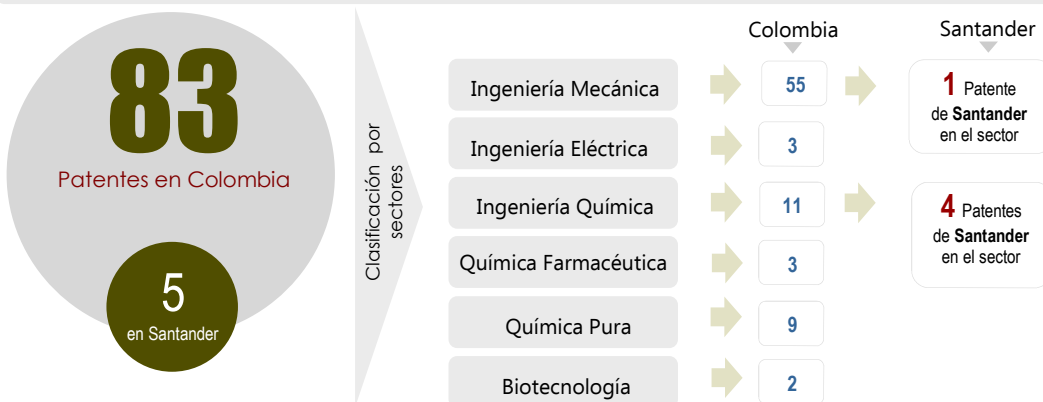 83
Patentes en Colombia
5
en Santander
Clasificación por
sectores
Colombia
Santander
Ingeniería Mecánica
55
1 Patente
de Santander
en el sector
Ingeniería Eléctrica
3
Ingeniería Química
11
4 Patentes
de Santander
en el sector
Química Farmacéutica
3
Química Pura
9
Biotecnología
2